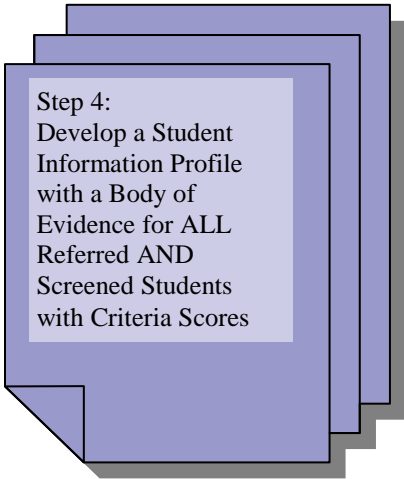 Step 4:
Develop a Student
Information Profile
with a Body of
Evidence for ALL
Referred AND
Screened Students
with Criteria Scores